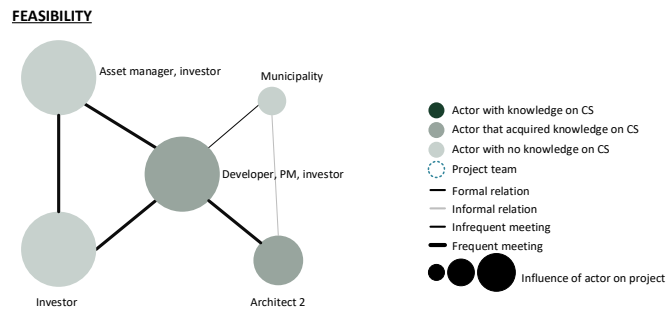 FEASIBILITY
Asset manager, investor
Municipality
Developer, PM, investor
Investor
Architect 2
Actor with knowledge on CS
Actor that acquired knowledge on CS
Actor with no knowledge on CS
Project team
Formal relation
Informal relation
Infrequent meeting
Frequent meeting
Influence of actor on project